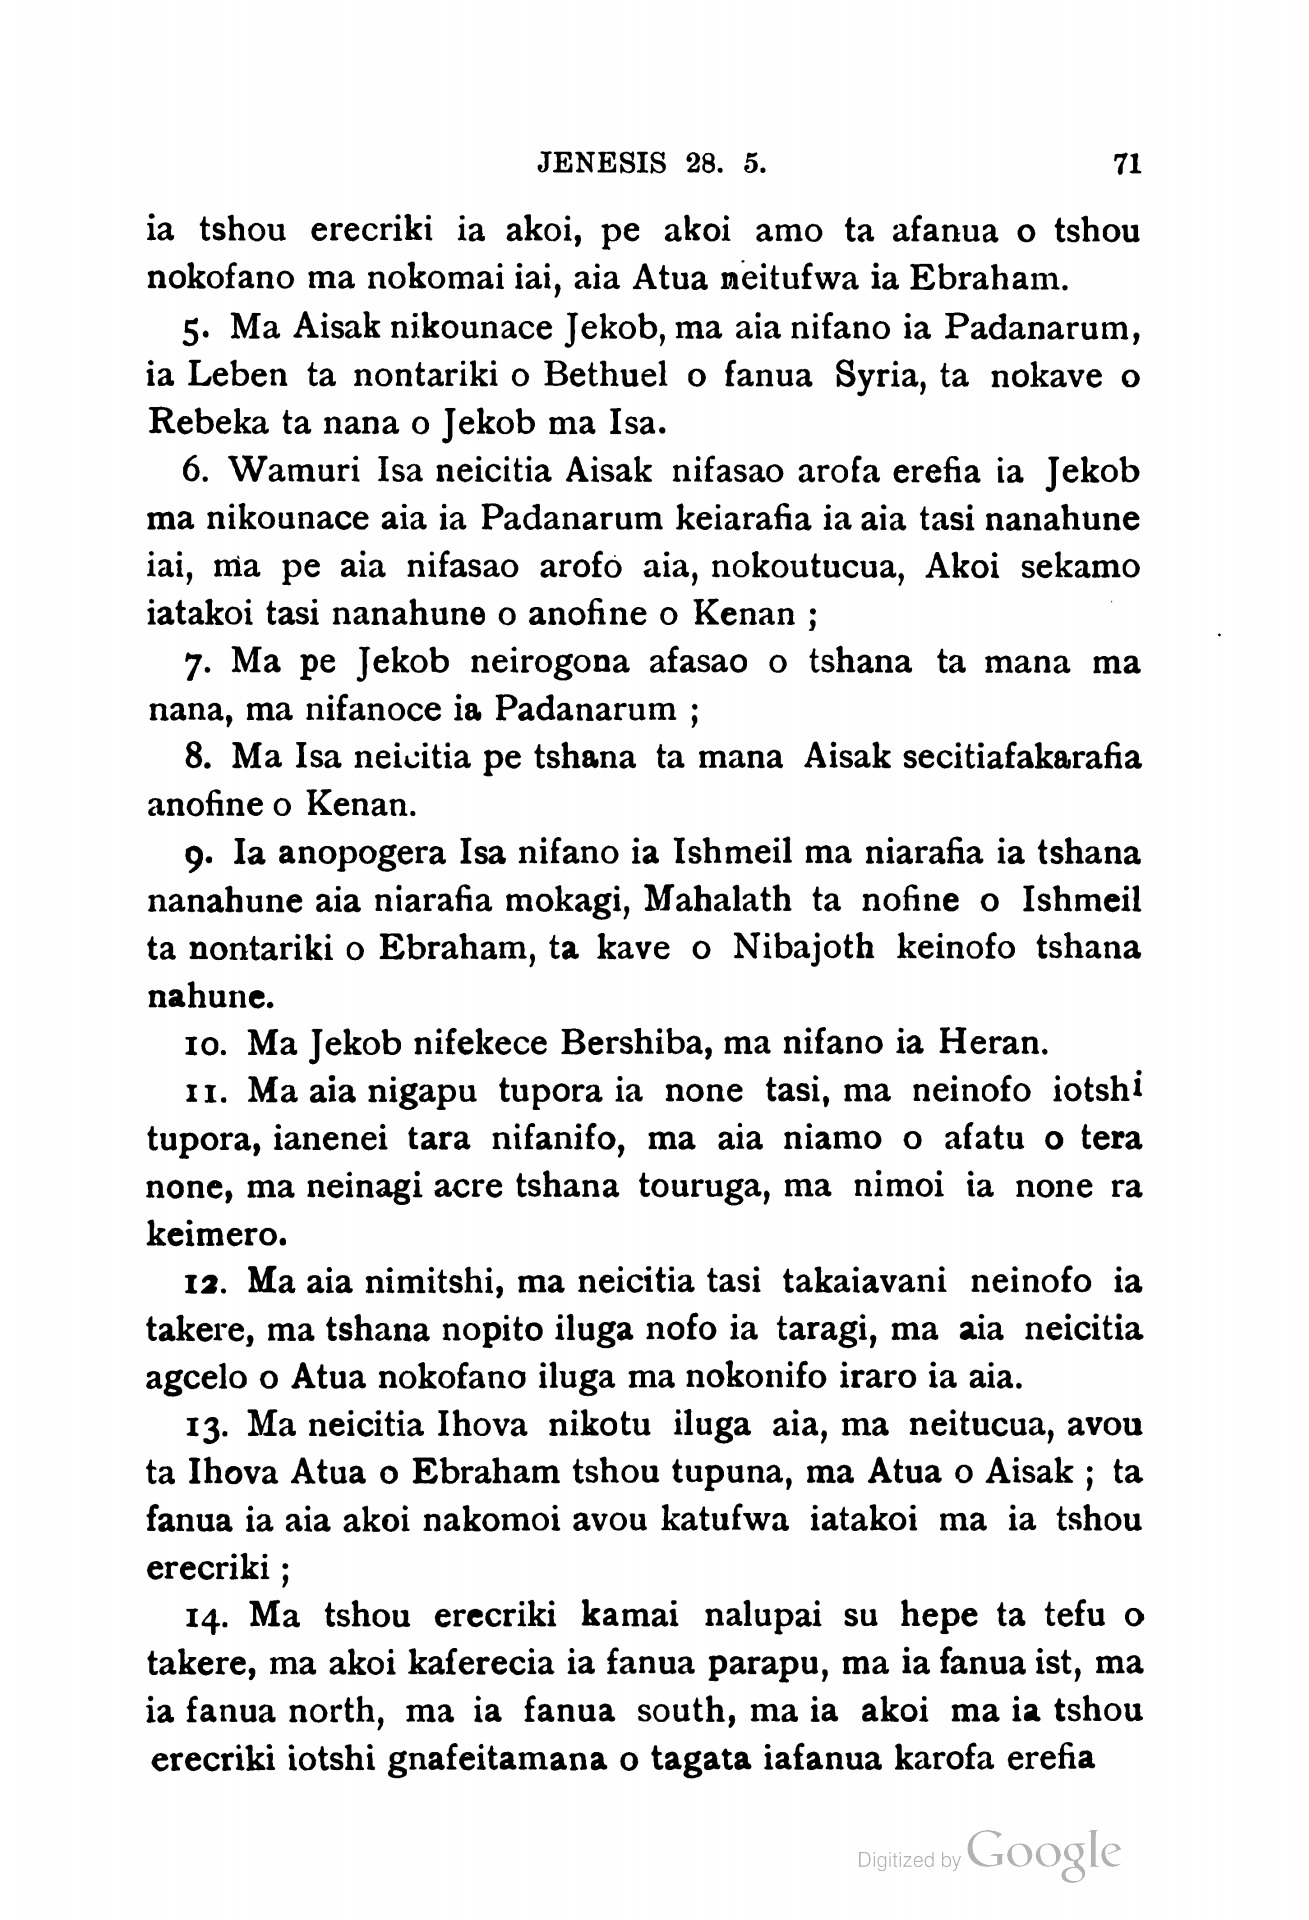 JENESIS 28. 5. 71
ia tshou erecriki ia akoi, pe akoi amo ta afanua o tshou
nokofano ma nokomai iai, aia Atua neitufwa ia Ebraham.
5. Ma Aisak nikounace Jekob, ma aia nifano ia Padanarum,
ia Leben ta nontariki o Bethuel o fanua Syria, ta nokave o
Rebeka ta nana o Jekob ma Isa.
6. Wamuri Isa neicitia Aisak nifasao arofa erefia ia Jekob
ma nikounace aia ia Padanarum keiarafia ia aia tasi nanahune
iai, ma pe aia nifasao arofo aia, nokoutucua, Akoi sekamo
iatakoi tasi nanahune o anofine o Kenan ;
7. Ma pe Jekob neirogona afasao o tshana ta mana ma
nana, ma nifanoce ia Padanarum ;
8. Ma Isa neicitia pe tshana ta mana Aisak secitiafakarafia
anofine o Kenan.
9. Ia anopogera Isa nifano ia Ishmeil ma niarafia ia tshana
nanahune aia niarafia mokagi, Mahalath ta nofine o Ishmeil
ta nontariki o Ebraham, ta kave o Nibajoth keinofo tshana
nahune.
10. Ma Jekob nifekece Bershiba, ma nifano ia Heran.
11. Ma aia nigapu tupora ia none tasi, ma neinofo iotshi
tupora, ianenei tara nifanifo, ma aia niamo o afatu o tera
none, ma neinagi acre tshana touruga, ma nimoi ia none ra
keimero.
12. Ma aia nimitshi, ma neicitia tasi takaiavani neinofo ia
takere, ma tshana nopito iluga nofo ia taragi, ma aia neicitia
agcelo o Atua nokofano iluga ma nokonifo iraro ia aia.
13. Ma neicitia Ihova nikotu iluga aia, ma neitucua, avou
ta Ihova Atua o Ebraham tshou tupuna, ma Atua o Aisak ; ta
fanua ia aia akoi nakomoi avou katufwa iatakoi ma ia tshou
erecriki ;
14. Ma tshou erecriki kamai nalupai su hepe ta tefu o
takere, ma akoi kaferecia ia fanua parapu, ma ia fanua ist, ma
ia fanua north, ma ia fanua south, ma ia akoi ma ia tshou
erecriki iotshi gnafeitamana o tagata iafanua karofa erefia
Digitized by Google